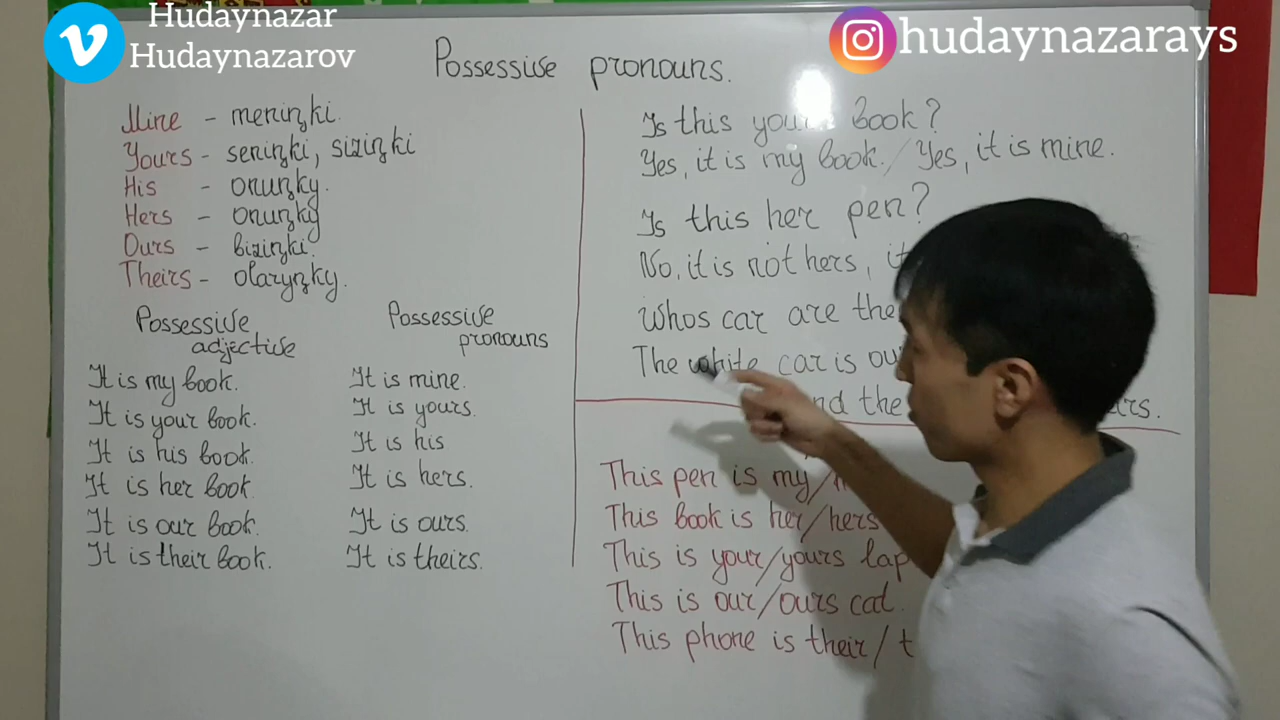 Hudaynazar
Hudaynazarov
hudaynazarays
Possessive pronouns.
Mine - meniňki.
Yours - seniňki, siziňki
His - onuňky.
Hers - onuňky
Ours - biziňki.
Theirs - olaryňky.
Possessive adjective
It is my book.
It is your book.
It is his book.
It is her book.
It is our book.
It is their book.
Possessive pronouns
It is mine.
It is yours.
It is his
It is hers.
It is ours.
It is theirs.
Is this your book?
Yes, it is my book. / Yes, it is mine.
Is this her pen?
No, it is not hers, it
Whos car are the
The white car is ou
nd the
This pen is my/
This book is her/hers
This is your/yours lap
This is our/ours cat.
This phone is their/t